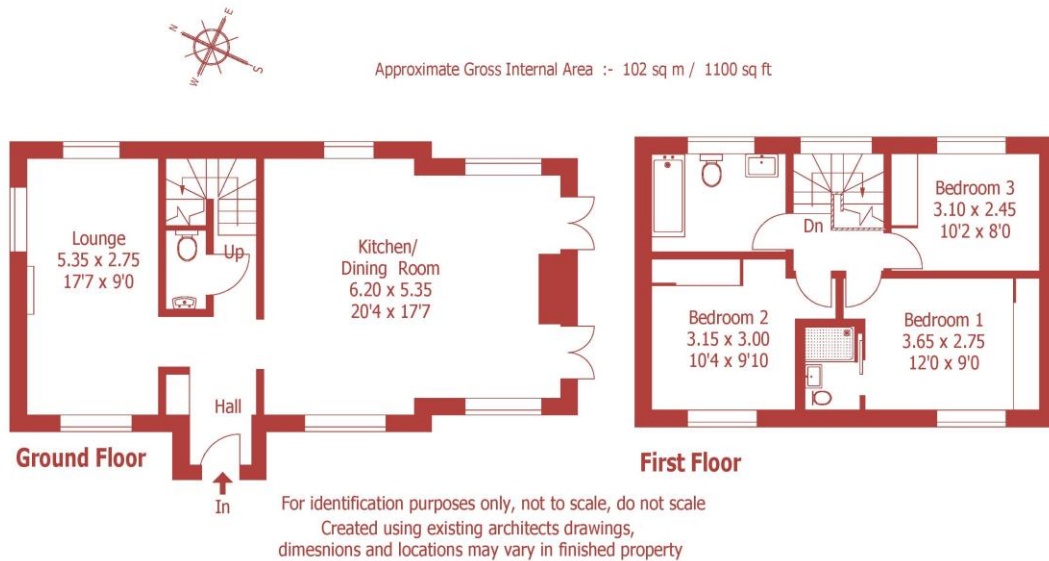 N
E
W
S
Approximate Gross Internal Area :- 102 sq m / 1100 sq ft
Lounge
5.35 x 2.75
17'7 x 9'0
Up
Kitchen/
Dining Room
6.20 x 5.35
20'4 x 17'7
Hall
In
Ground Floor
Bedroom 3
3.10 x 2.45
10'2 x 8'0
Dn
Bedroom 2
3.15 x 3.00
10'4 x 9'10
Bedroom 1
3.65 x 2.75
12'0 x 9'0
First Floor
For identification purposes only, not to scale, do not scale
Created using existing architects drawings,
dimesnions and locations may vary in finished property